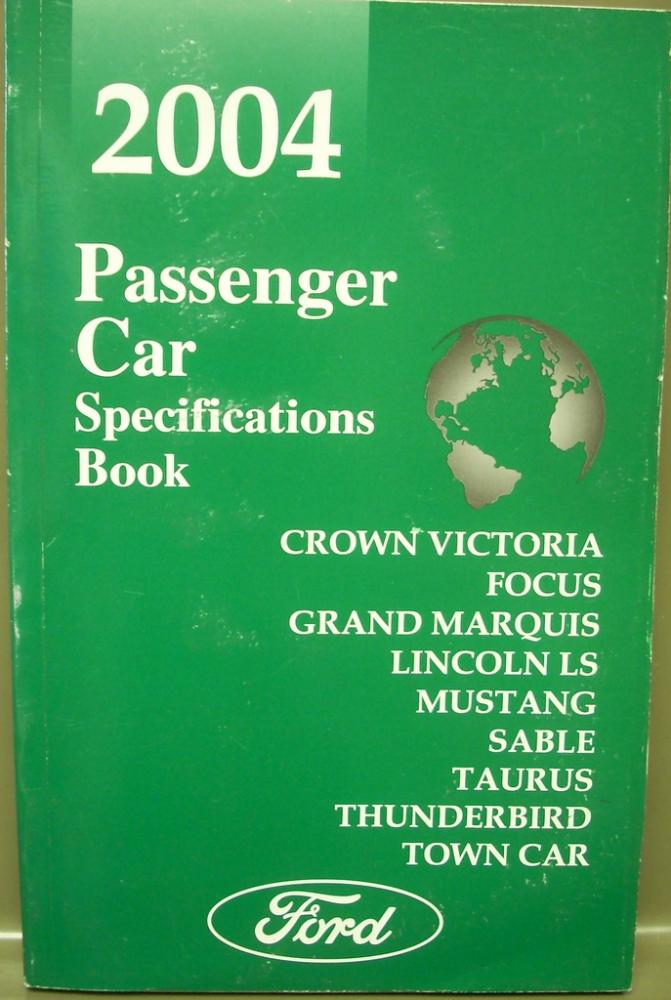 2004
Passenger
Car
Specifications
Book
CROWN VICTORIA
FOCUS
GRAND MARQUIS
LINCOLN LS
MUSTANG
SABLE
TAURUS
THUNDERBIRD
TOWN CAR
Ford